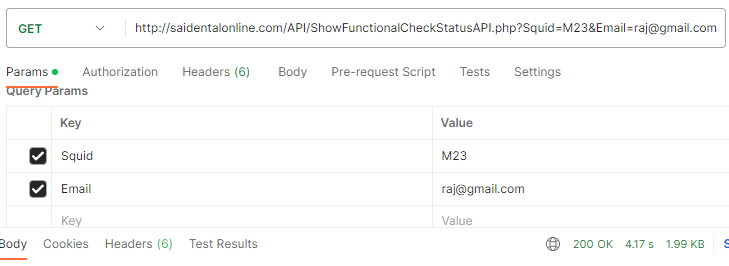 GET http://saidentalonline.com/API/ShowFunctionalCheckStatusAPI.php?Squid=M23&Email=raj@gmail.com
Params Authorization Headers (6) Body Pre-request Script Tests Settings
Query Params
Key Value
Squid M23
Email raj@gmail.com
Key Value
Body Cookies Headers (6) Test Results 200 OK 4.17 s 1.99 KB S